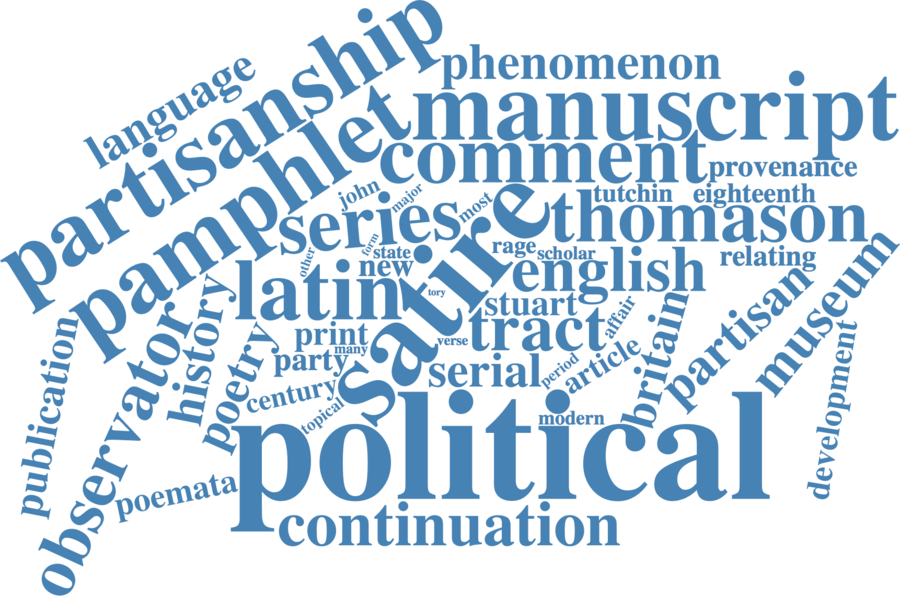 partisanship
phenomenon
language
pamphlet
manuscript
comment
provenance
john
major
most
satire
tutchin
eighteenth
series
thomason
form
other
state
rage
scholar
relating
new
english
latin
tory
stuart
affair
museum
partisan
britain
history
observatory
print
many
verse
tract
party
poetry
publication
serial
period
article
century
topical
development
political
modern
poemata
continuation